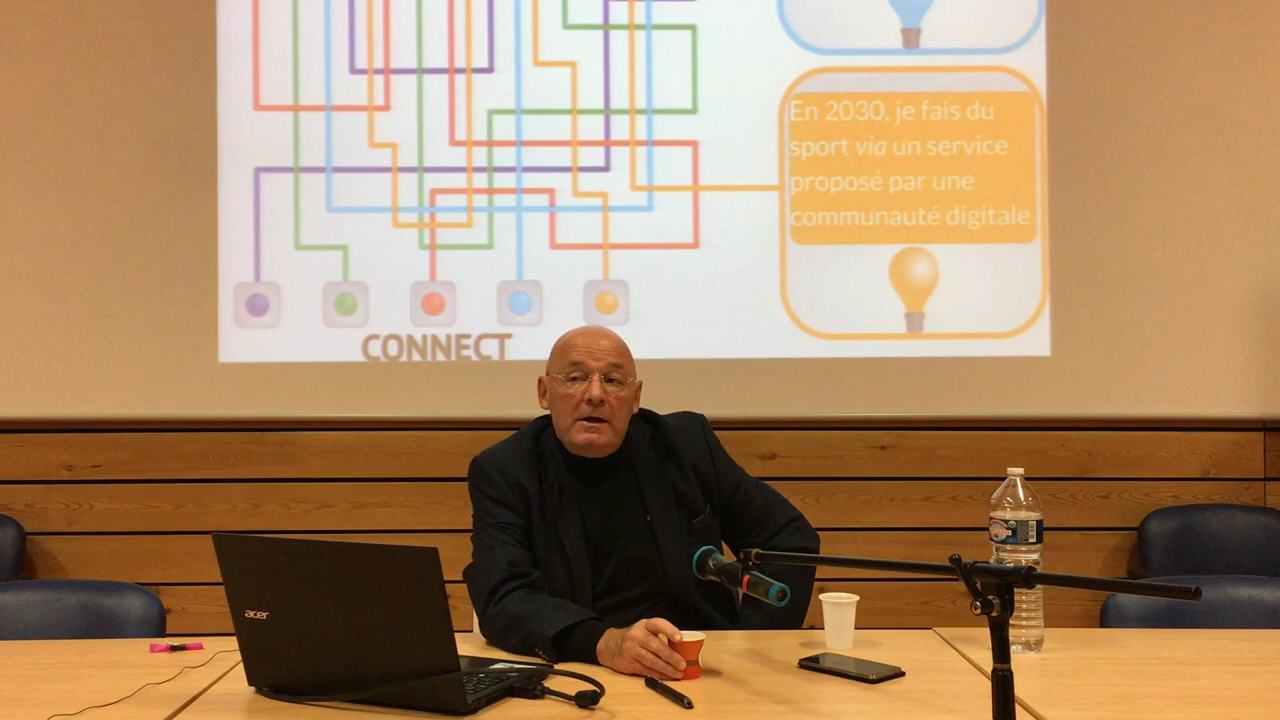 En 2030, je fais du
sport via un service
proposé par une
communauté digitale
CONNECT
acer